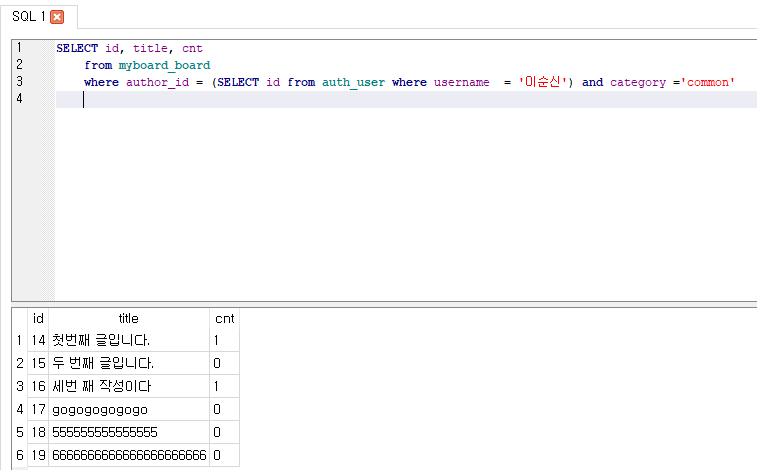 SQL 1
1 SELECT id, title, cnt
2 from myboard_board
3 where author_id = (SELECT id from auth_user where username  = '이순신') and category ='common'
4
id title cnt
1 14 첫번째 글입니다. 1
2 15 두 번째 글입니다. 0
3 16 세번 째 작성이다 1
4 17 gogogogogogo 0
5 18 555555555555555 0
6 19 6666666666666666666666 0